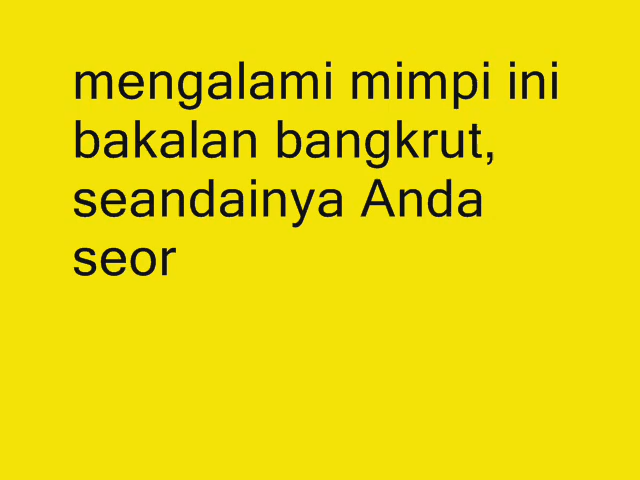 mengalami mimpi ini
bakalan bangkrut,
seandainya Anda
seor